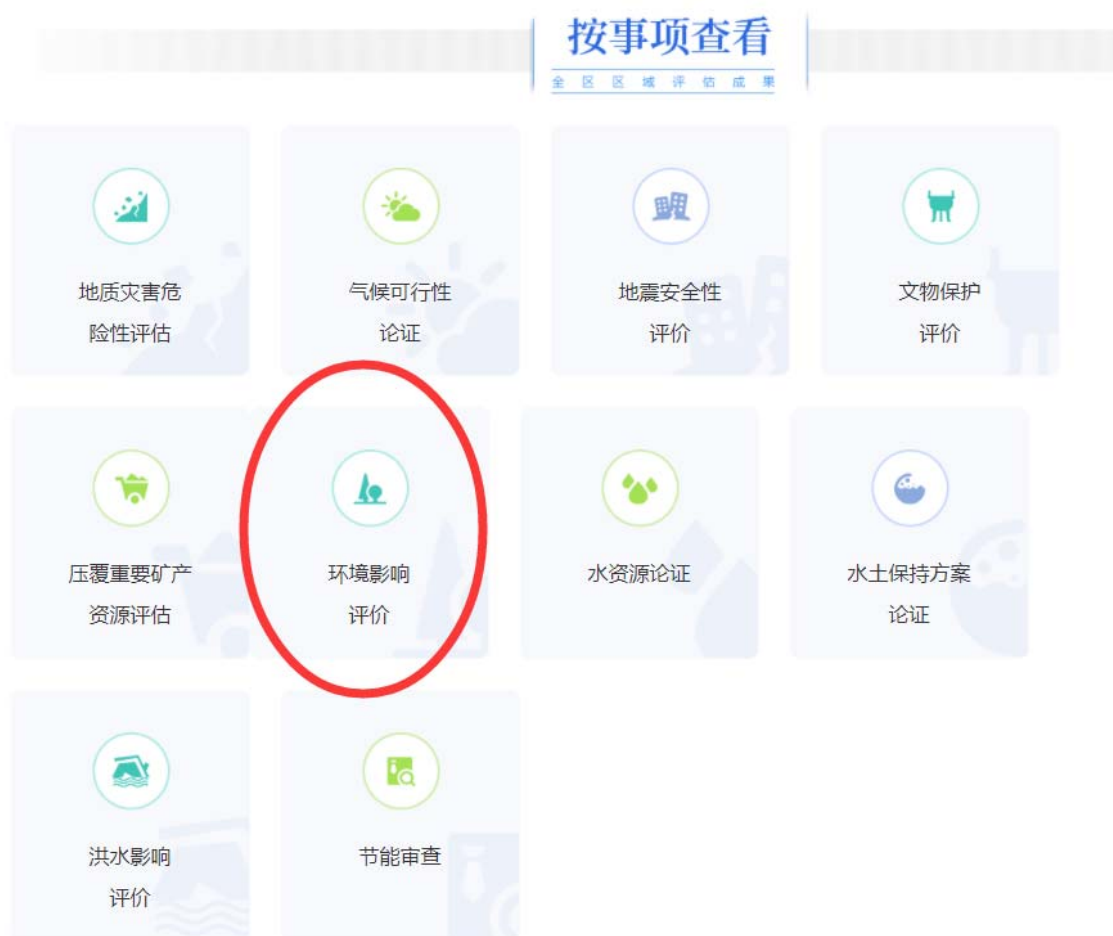 按事项查看
全区区域评估成果
地质灾害危
险性评估
气候可行性
论证
地震安全性
评价
文物保护
评价
压覆重要矿产
资源评估
环境影响
评价
水资源论证
水土保持方案
论证
洪水影响
评价
节能审查